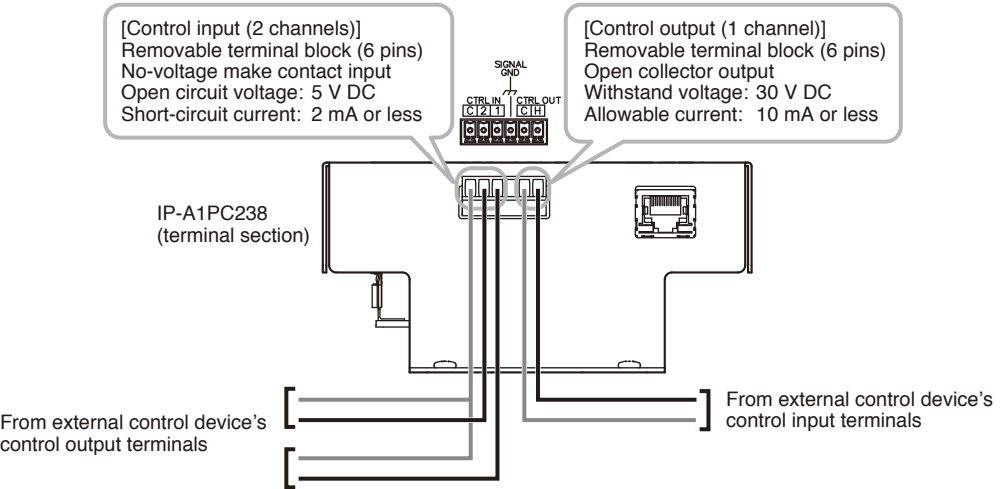 [Control input (2 channels)]
Removable terminal block (6 pins)
No-voltage make contact input
Open circuit voltage: 5 V DC
Short-circuit current: 2 mA or less
SIGNAL
GND
CTRL IN
C 2 1
CTRL OUT
C H
[Control output (1 channel)]
Removable terminal block (6 pins)
Open collector output
Withstand voltage: 30 V DC
Allowable current: 10 mA or less
IP-A1PC238
(terminal section)
From external control device's
control output terminals
From external control device's
control input terminals